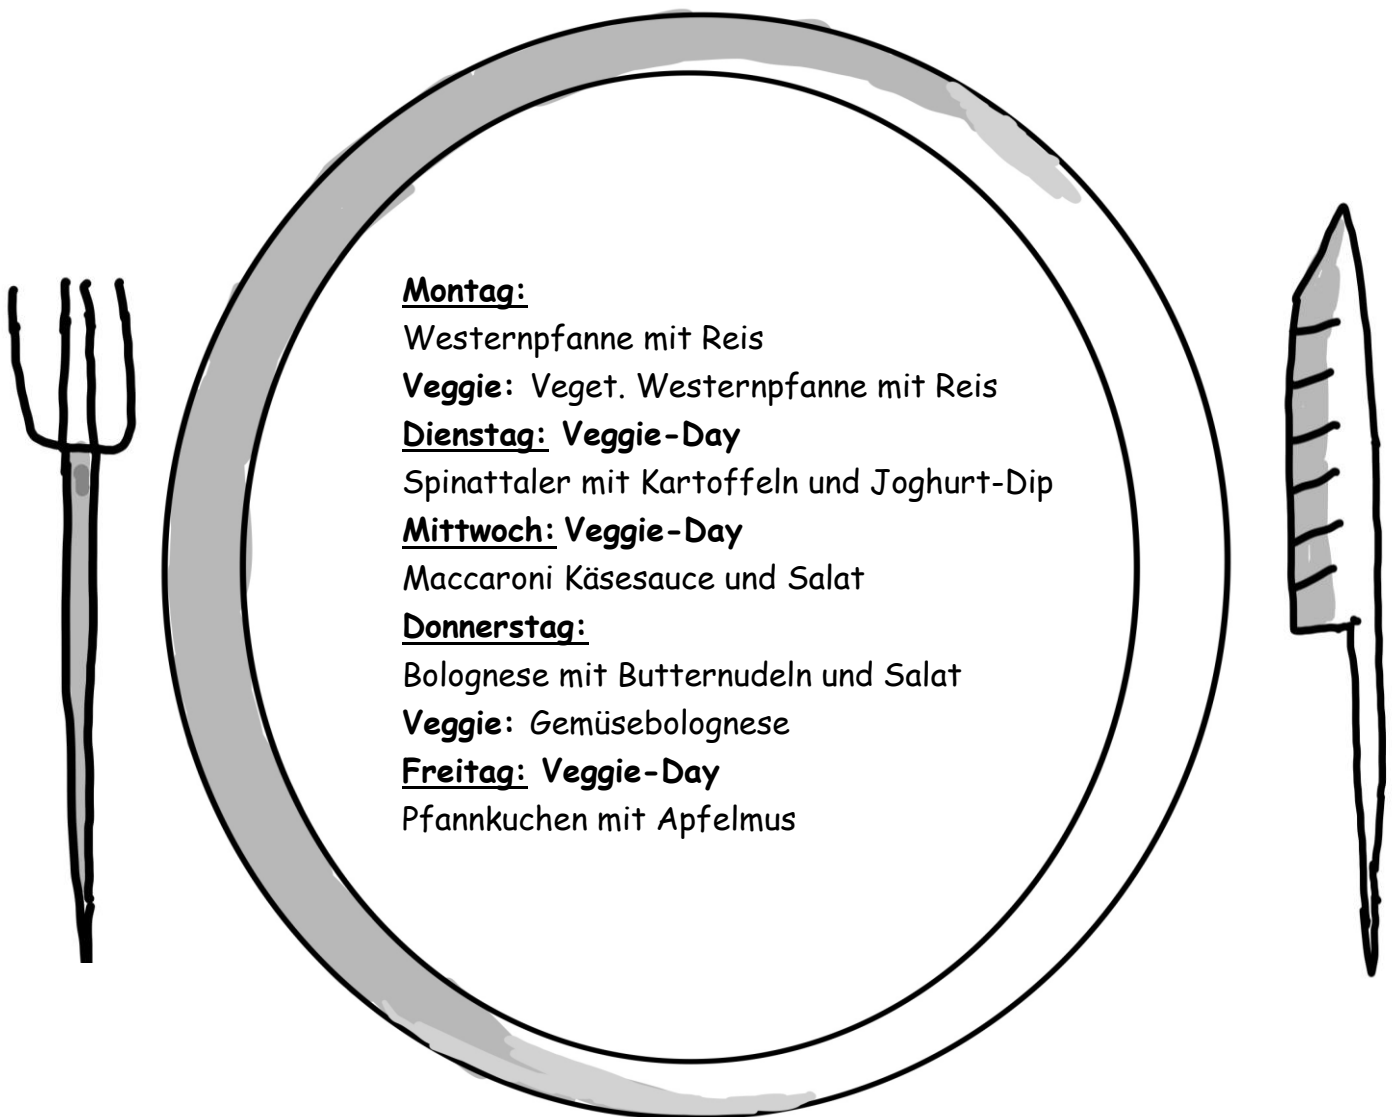 Montag:
Westernpfanne mit Reis
Veggie: Veget. Westernpfanne mit Reis
Dienstag: Veggie-Day
Spinattaler mit Kartoffeln und Joghurt-Dip
Mittwoch: Veggie-Day
Maccaroni Käsesauce und Salat
Donnerstag:
Bolognese mit Butternudeln und Salat
Veggie: Gemüsebolognese
Freitag: Veggie-Day
Pfannkuchen mit Apfelmus